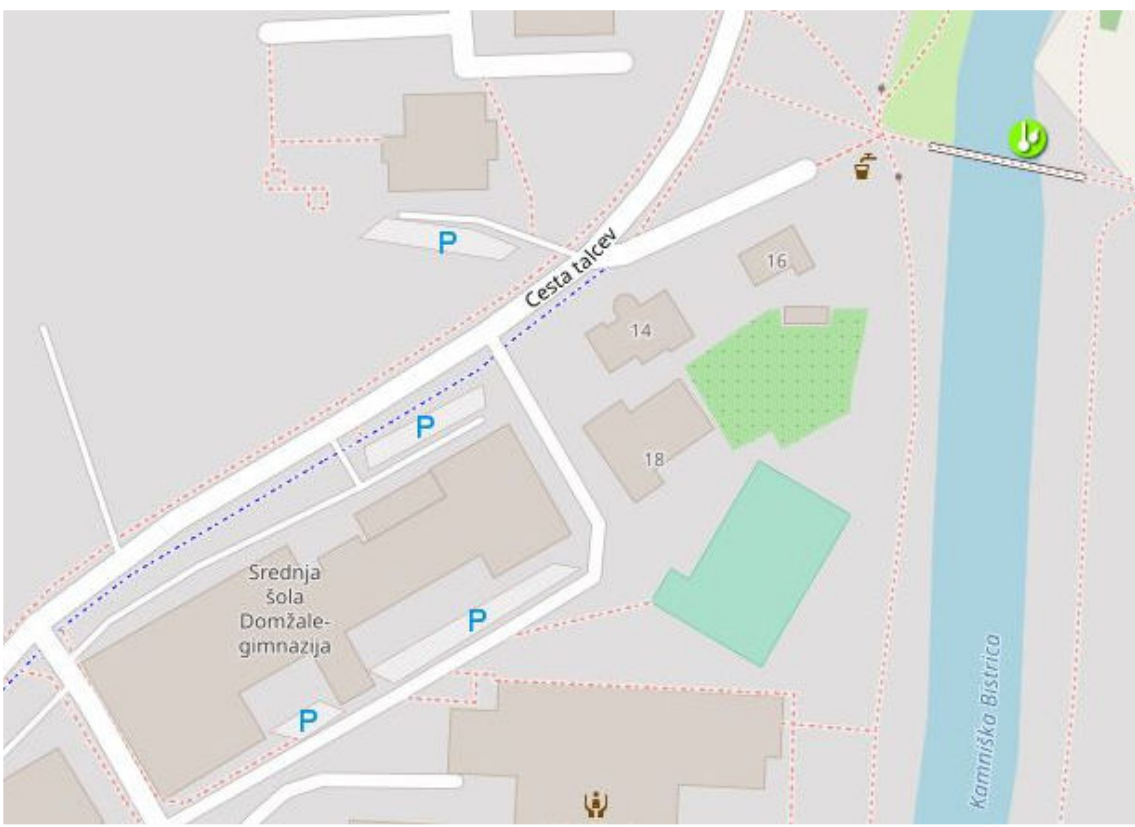 P
Cesta talcev
16
14
P
18
Srednja
šola
Domžale-
gimnazija
P
P
Kamniška Bistrica